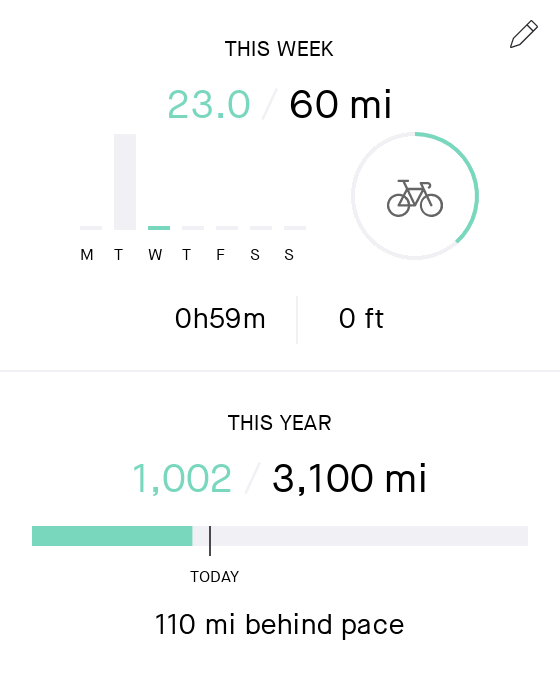 THIS WEEK
23.0 / 60 mi
M T W T F S S
0h59m 0 ft
THIS YEAR
1,002 / 3,100 mi
TODAY
110 mi behind pace